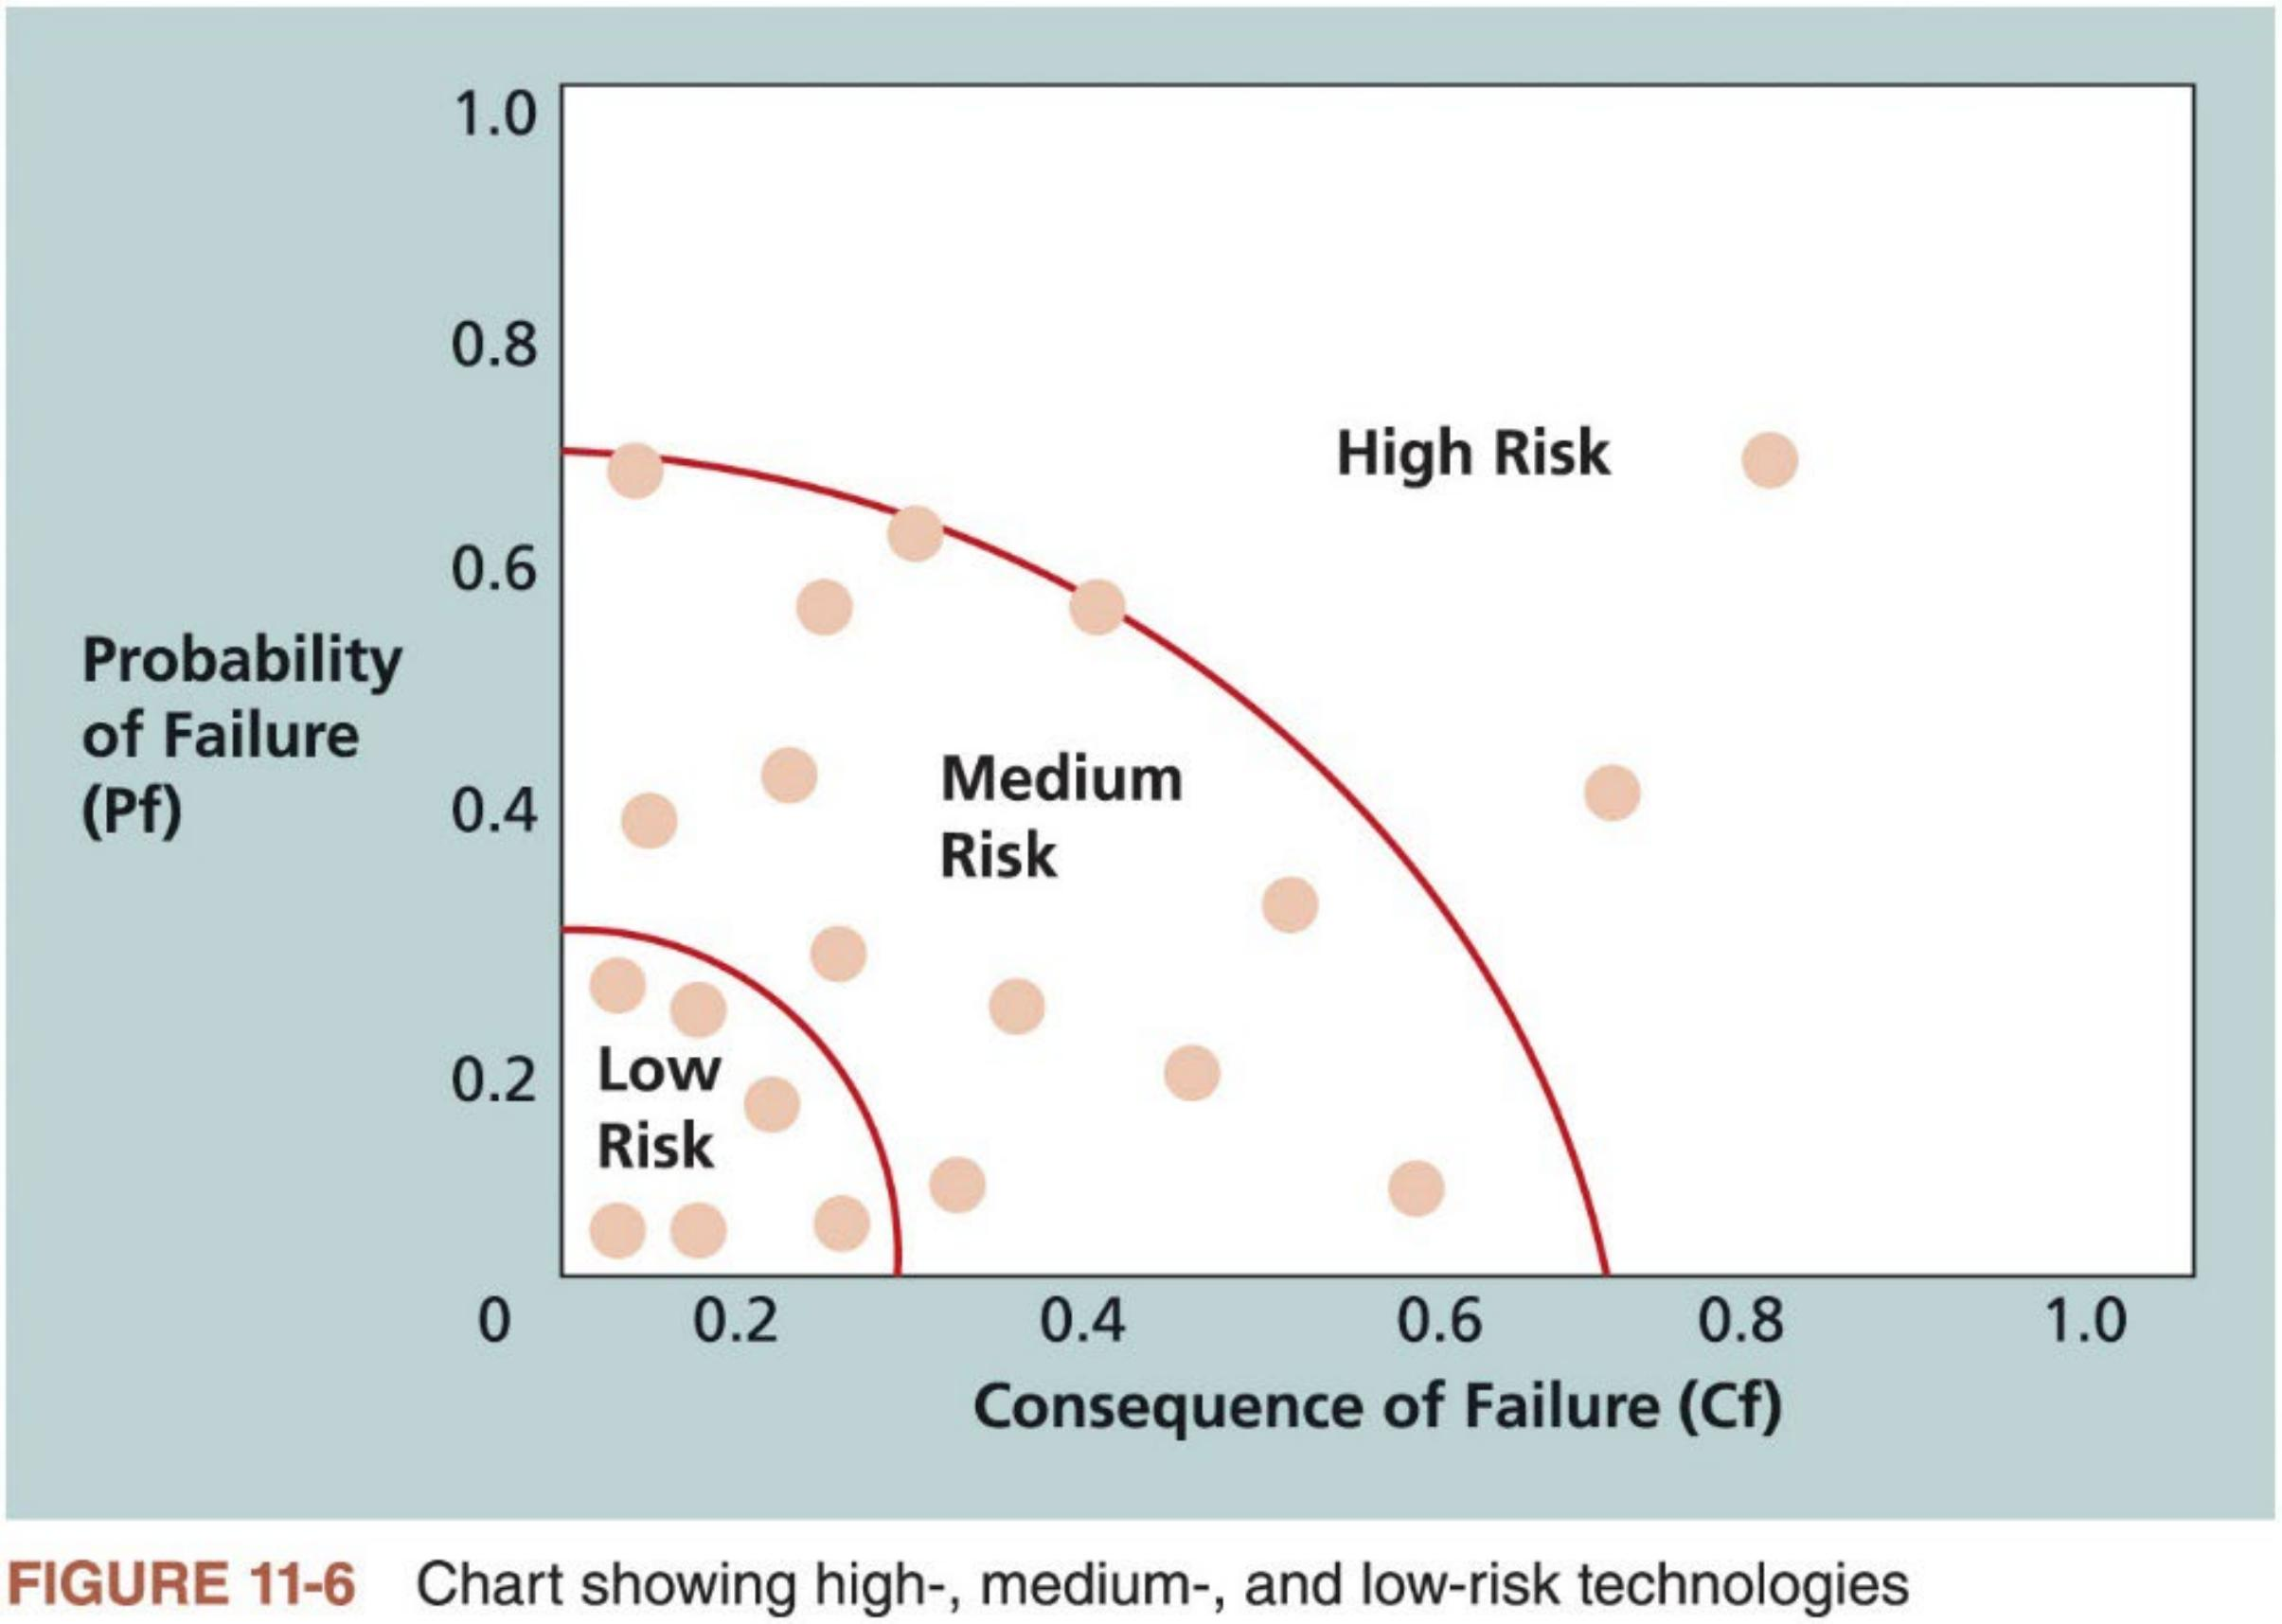 1.0
0.8
High Risk
0.6
Probability
of Failure
(Pf)
Medium
Risk
0.4
0.2
Low
Risk
0 0.2 0.4 0.6 0.8 1.0
Consequence of Failure (Cf)
FIGURE 11-6 Chart showing high-, medium-, and low-risk technologies